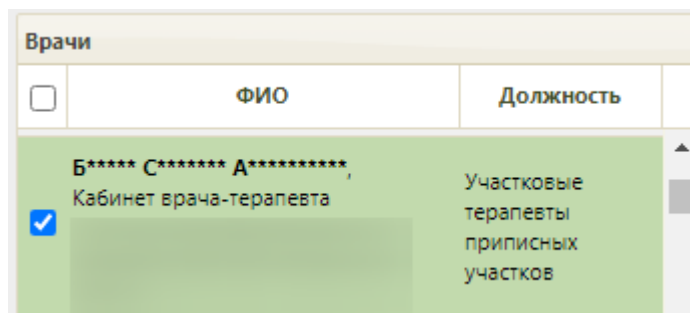 Врачи
ФИО
Должность
Б***** С******* А**********,
Кабинет врача-терапевта
Участковые
терапевты
приписных
участков